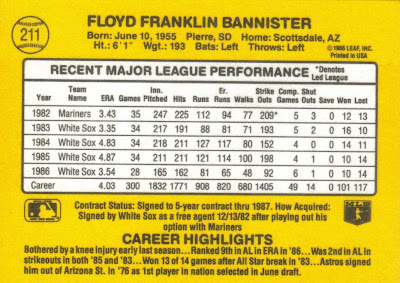 211
FLOYD FRANKLIN BANNISTER
Born: June 10, 1955 Pierre, SD Home: Scottsdale, AZ
Ht.: 6'1" Wgt.: 193 Bats: Left Throws: Left
©1986 LEAF, INC.
Printed in USA
RECENT MAJOR LEAGUE PERFORMANCE
*Denotes
Led League
Year Team Name ERA Games Inn. Pitched Hits Runs Er. Runs Walks Strike Outs Comp. Games Shut Outs Save Won Lost
1982 Mariners 3.43 35 247 225 112 94 77 209* 5 3 0 12 13
1983 White Sox 3.35 34 217 191 88 81 71 193 5 2 0 16 10
1984 White Sox 4.83 34 218 211 127 117 80 152 4 0 0 14 11
1985 White Sox 4.87 34 211 211 121 114 100 198 4 1 0 10 14
1986 White Sox 3.54 28 165 162 81 65 48 92 6 1 0 10 14
Career 4.03 300 1832 1771 908 820 680 1405 49 14 0 101 117
Contract Status: Signed to 5-year contract thru 1987. How Acquired:
Signed by White Sox as a free agent 12/13/82 after playing out his
option with Mariners
MLBPA
CAREER HIGHLIGHTS
Bothered by a knee injury early last season... Ranked 9th in AL in ERA in '86... Was 2nd in AL in
strikeouts in both '85 and '83... Won 13 of 14 games after All Star break in '83... Astros signed
him out of Arizona St. in '76 as 1st player in nation selected in June draft.